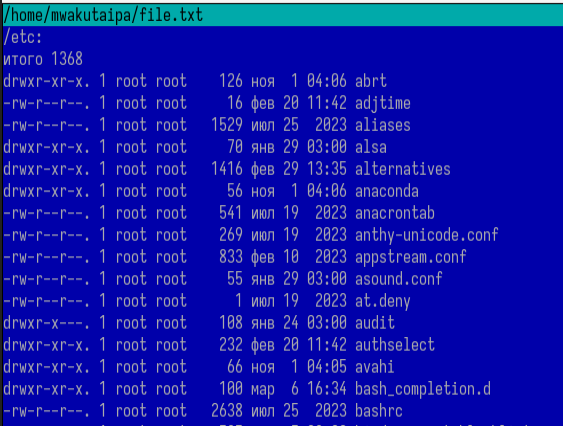 /home/mwakutaipa/file.txt
/etc:
итого 1368
drwxr-xr-x. 1 root root 126 ноя 1 04:06 abrt
-rw-r--r--. 1 root root 16 фев 20 11:42 adjtime
-rw-r--r--. 1 root root 1529 июл 25 2023 aliases
drwxr-xr-x. 1 root root 70 янв 29 03:00 alsa
drwxr-xr-x. 1 root root 1416 фев 29 13:35 alternatives
drwxr-xr-x. 1 root root 56 ноя 1 04:06 anaconda
-rw-r--r--. 1 root root 541 июл 19 2023 anacrontab
-rw-r--r--. 1 root root 269 июл 19 2023 anthy-unicode.conf
-rw-r--r--. 1 root root 833 фев 10 2023 appstream.conf
-rw-r--r--. 1 root root 55 янв 29 03:00 asound.conf
-rw-r--r--. 1 root root 1 июл 19 2023 at.deny
drwxr-x---. 1 root root 108 янв 24 03:00 audit
drwxr-xr-x. 1 root root 232 фев 20 11:42 authselect
drwxr-xr-x. 1 root root 66 ноя 1 04:05 avahi
drwxr-xr-x. 1 root root 100 мар 6 16:34 bash_completion.d
-rw-r--r--. 1 root root 2638 июл 25 2023 bashrc